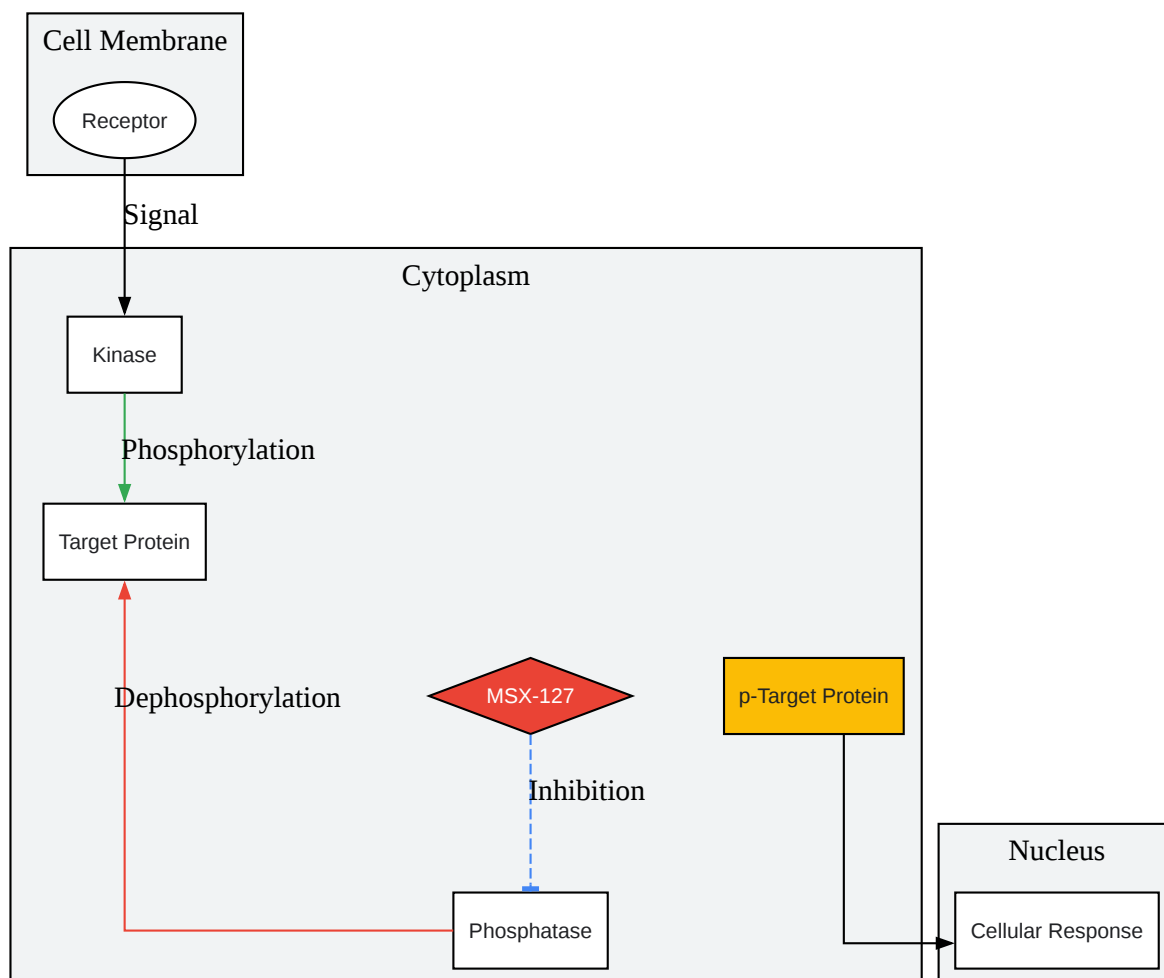 Cell Membrane
Receptor
Signal
Cytoplasm
Kinase
Phosphorylation
Target Protein
Dephosphorylation
MSX-127
p-Target Protein
Inhibition
Nucleus
Phosphatase
Cellular Response